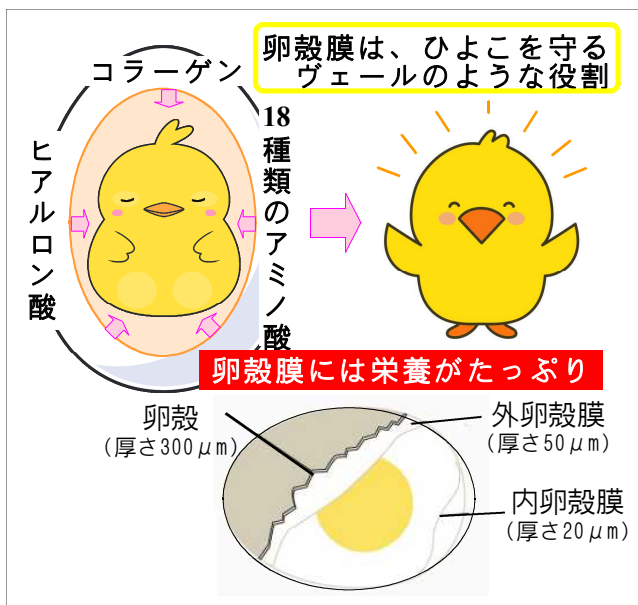 卵殻膜は、ひよこを守る
ヴェールのような役割
コラーゲン
ヒアルロン酸
18種類のアミノ酸
卵殻膜には栄養がたっぷり
卵殻
(厚さ300μm)
外卵殻膜
(厚さ50μm)
内卵殻膜
(厚さ20μm)